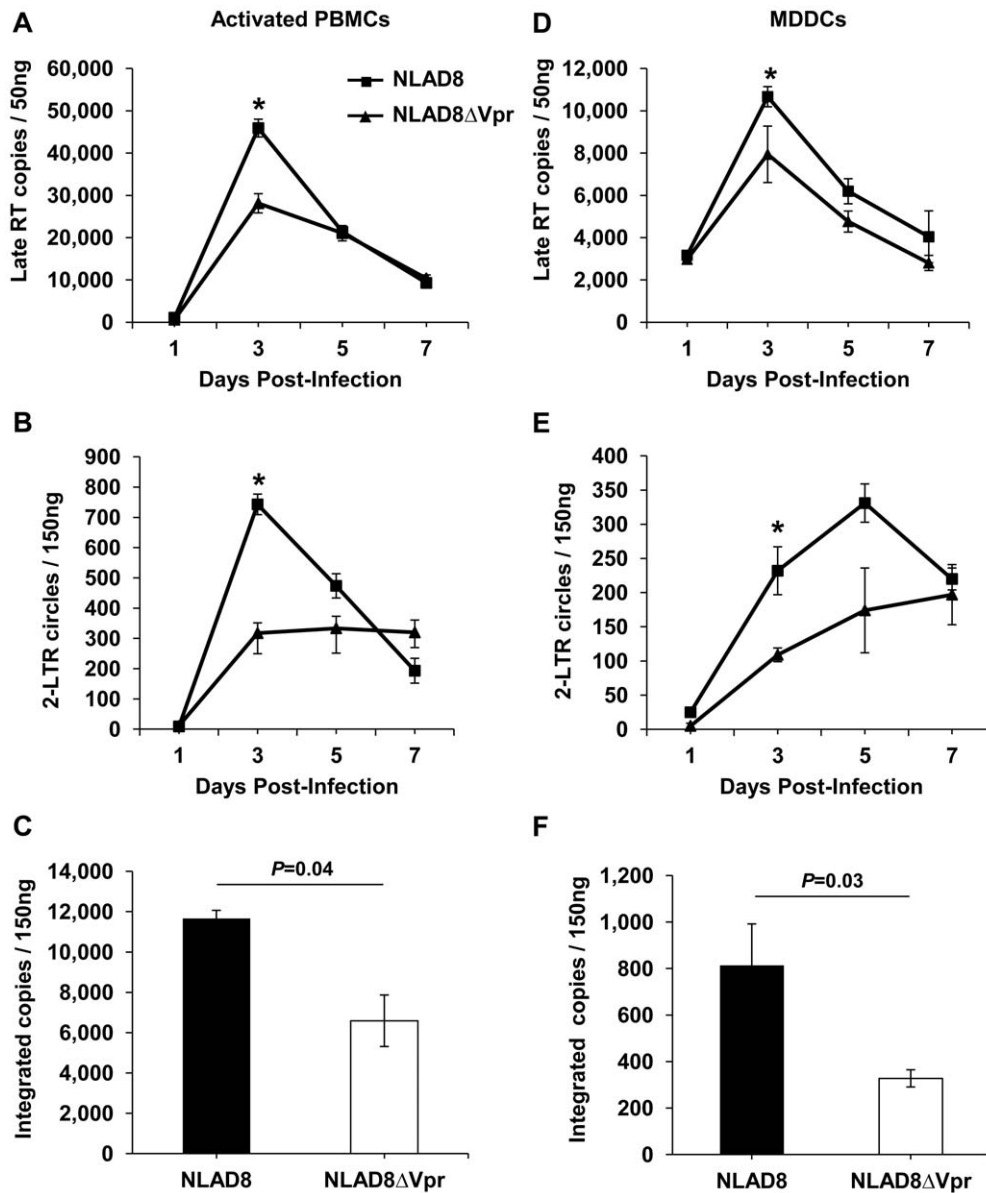 A
Activated PBMCs
Late RT copies / 50ng
60,000
50,000
40,000
30,000
20,000
10,000
0
*
NLAD8
NLAD8ΔVpr
1 3 5 7
Days Post-Infection
D
MDDCs
Late RT copies / 50ng
12,000
10,000
8,000
6,000
4,000
2,000
0
*
1 3 5 7
Days Post-Infection
B
2-LTR circles / 150ng
900
800
700
600
500
400
300
200
100
0
*
1 3 5 7
Days Post-Infection
E
2-LTR circles / 150ng
400
350
300
250
200
150
100
50
0
*
1 3 5 7
Days Post-Infection
C
Integrated copies / 150ng
14,000
12,000
10,000
8,000
6,000
4,000
2,000
0
P=0.04
NLAD8 NLAD8ΔVpr
F
Integrated copies / 150ng
1,200
1,000
800
600
400
200
0
P=0.03
NLAD8 NLAD8ΔVpr